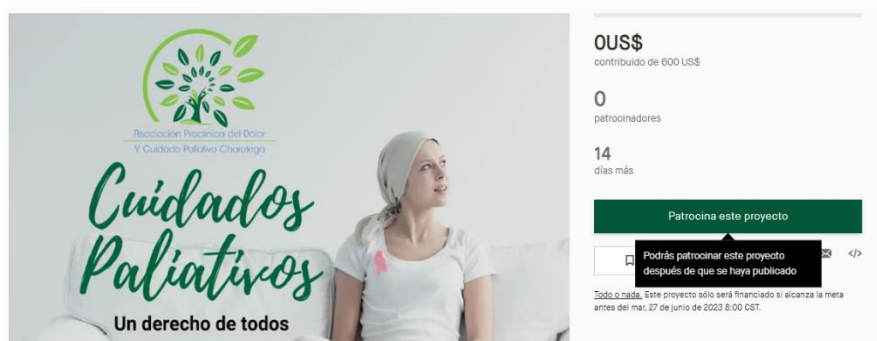 Asociación Proclínica del Dolor
Y Cuidado Paliativo Chorotega
Cuidados
Paliativos
Un derecho de todos
0US$
contribuido de 600 US$
0
patrocinadores
14
días más
Patrocina este proyecto
Podrás patrocinar este proyecto
después de que se haya publicado
</>
Todo o nada. Este proyecto sólo será financiado si alcanza la meta
antes del mar, 27 de junio de 2023 8:00 CST.